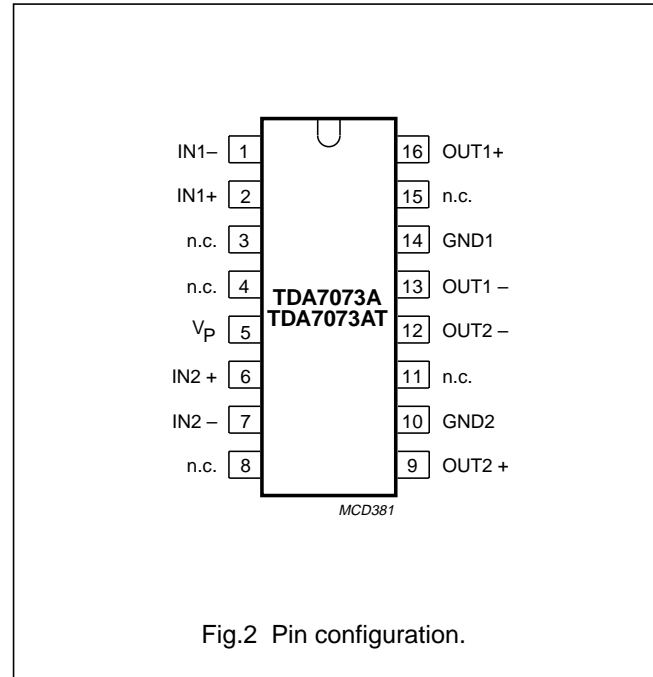 IN1– 1 16 OUT1+
IN1+ 2 15 n.c.
n.c. 3 14 GND1
n.c. 4 13 OUT1 –
TDA7073A
TDA7073AT
VP 5 12 OUT2 –
IN2 + 6 11 n.c.
IN2 – 7 10 GND2
n.c. 8 9 OUT2 +
MCD381
Fig.2 Pin configuration.